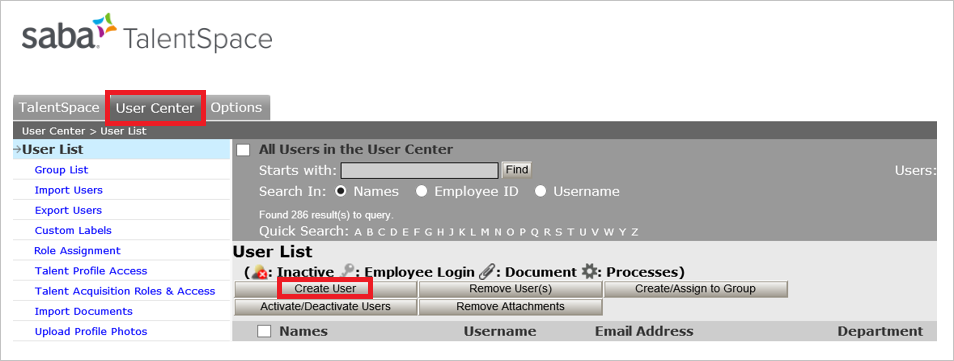 saba TalentSpace
TalentSpace User Center Options
User Center > User List
→User List
Group List
Import Users
Export Users
Custom Labels
Role Assignment
Talent Profile Access
Talent Acquisition Roles & Access
Import Documents
Upload Profile Photos
All Users in the User Center
Starts with: Find Users:
Search In: Names Employee ID Username
Found 286 result(s) to query.
Quick Search: A B C D E F G H J K L M N O P Q R S T U V W Y Z
User List
( : Inactive : Employee Login : Document : Processes)
Create User Remove User(s) Create/Assign to Group
Activate/Deactivate Users Remove Attachments
Names Username Email Address Department